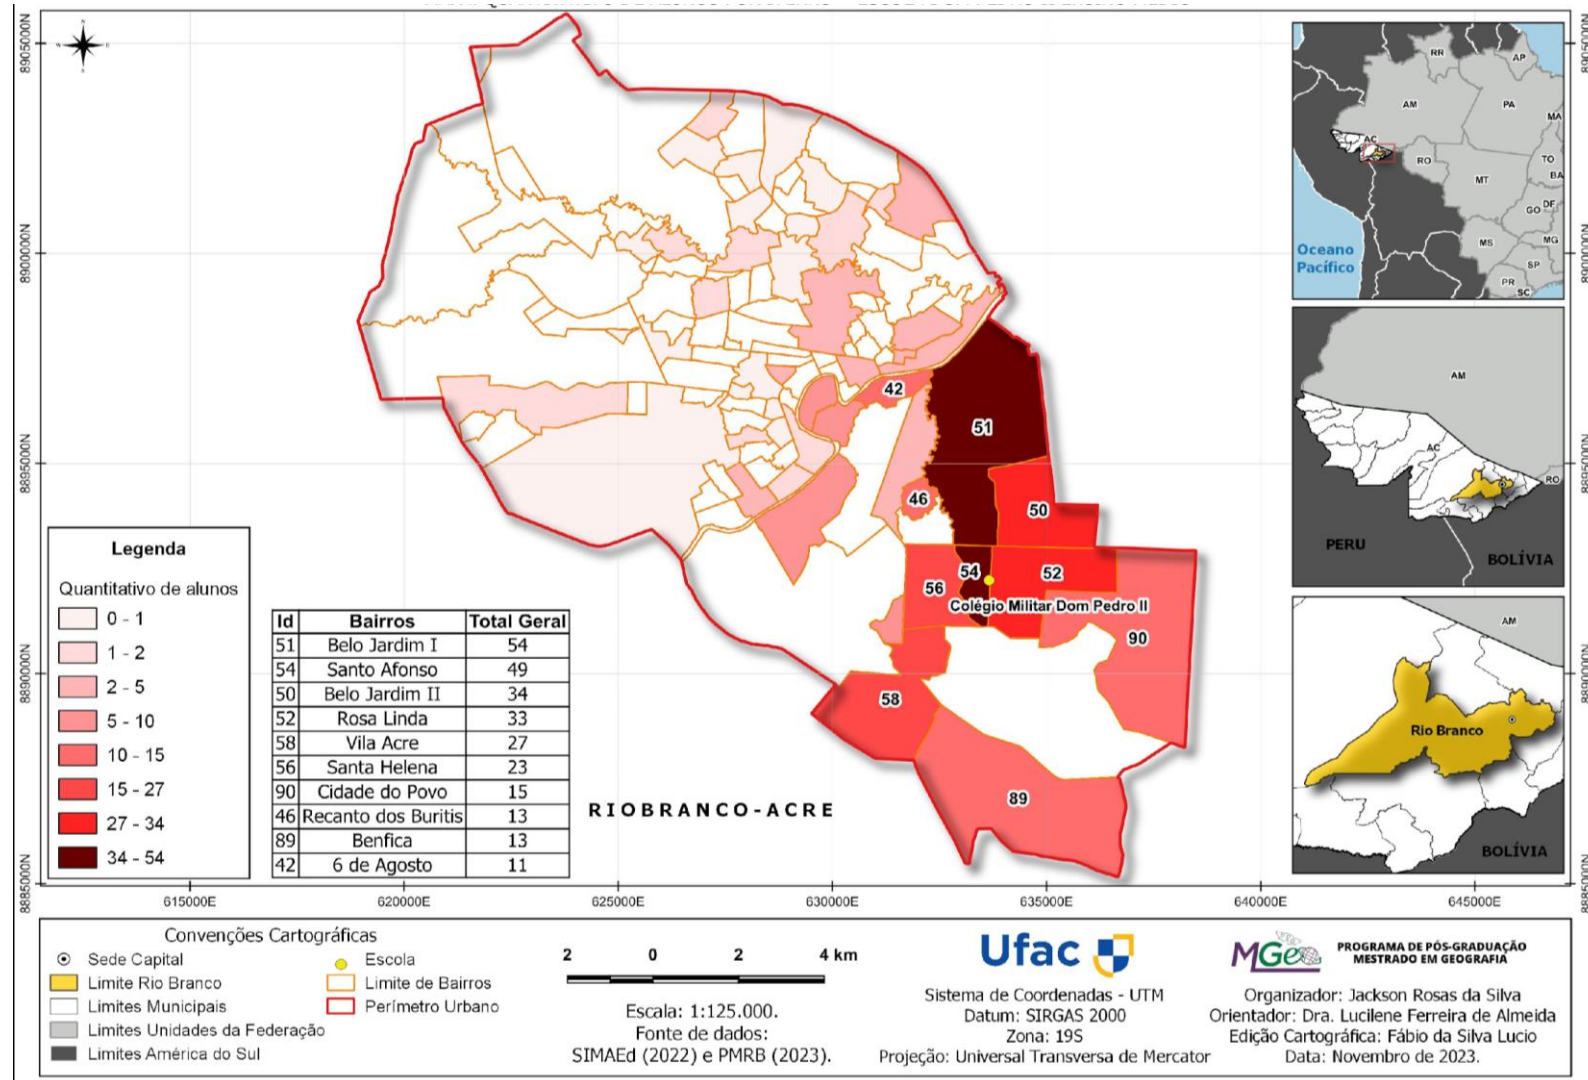 8905000N
8900000N
8895000N
8890000N
8885000N
N
W
E
S
42
51
46
50
54
52
56
Colégio Militar Dom Pedro II
90
58
89
RIOBRANCO-ACRE
Legenda
Quantitativo de alunos
0 - 1
1 - 2
2 - 5
5 - 10
10 - 15
15 - 27
27 - 34
34 - 54
Id Bairros Total Geral
51 Belo Jardim I 54
54 Santo Afonso 49
50 Belo Jardim II 34
52 Rosa Linda 33
58 Vila Acre 27
56 Santa Helena 23
90 Cidade do Povo 15
46 Recanto dos Buritis 13
89 Benfica 13
42 6 de Agosto 11
615000E 620000E 625000E 630000E 635000E 640000E 645000E
8905000N
8900000N
8895000N
8890000N
8885000N
RR
AP
AM
PA
MA
AC
RO
TO
BA
MT
GO
DF
MS
MG
SP
PR
SC
Oceano
Pacífico
AM
AC
RO
PERU
BOLÍVIA
AM
Rio Branco
BOLÍVIA
Convenções Cartográficas
Sede Capital
Limite Rio Branco
Limites Municipais
Limites Unidades da Federação
Limites América do Sul
Escola
Limite de Bairros
Perímetro Urbano
2 0 2 4 km
Escala: 1:125.000.
Fonte de dados:
SIMAEd (2022) e PMRB (2023).
Ufac
Sistema de Coordenadas - UTM
Datum: SIRGAS 2000
Zona: 19S
Projeção: Universal Transversa de Mercator
MGeo
PROGRAMA DE PÓS-GRADUAÇÃO
MESTRADO EM GEOGRAFIA
Organizador: Jackson Rosas da Silva
Orientador: Dra. Lucilene Ferreira de Almeida
Edição Cartográfica: Fábio da Silva Lucio
Data: Novembro de 2023.